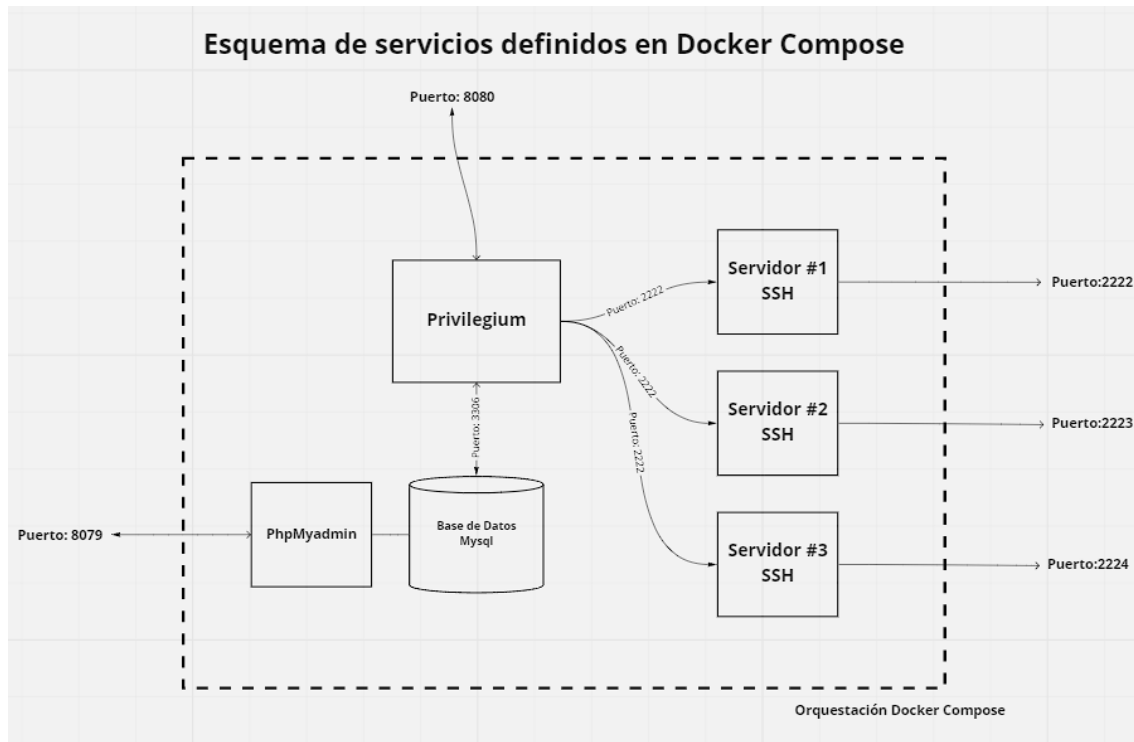 Esquema de servicios definidos en Docker Compose
Puerto: 8080
Privilegium
Puerto: 2222
Puerto: 2222
Puerto: 2222
Servidor #1
SSH
Puerto:2222
Servidor #2
SSH
Puerto:2223
Servidor #3
SSH
Puerto:2224
Puerto: 3306
Base de Datos
Mysql
PhpMyadmin
Puerto: 8079
Orquestación Docker Compose